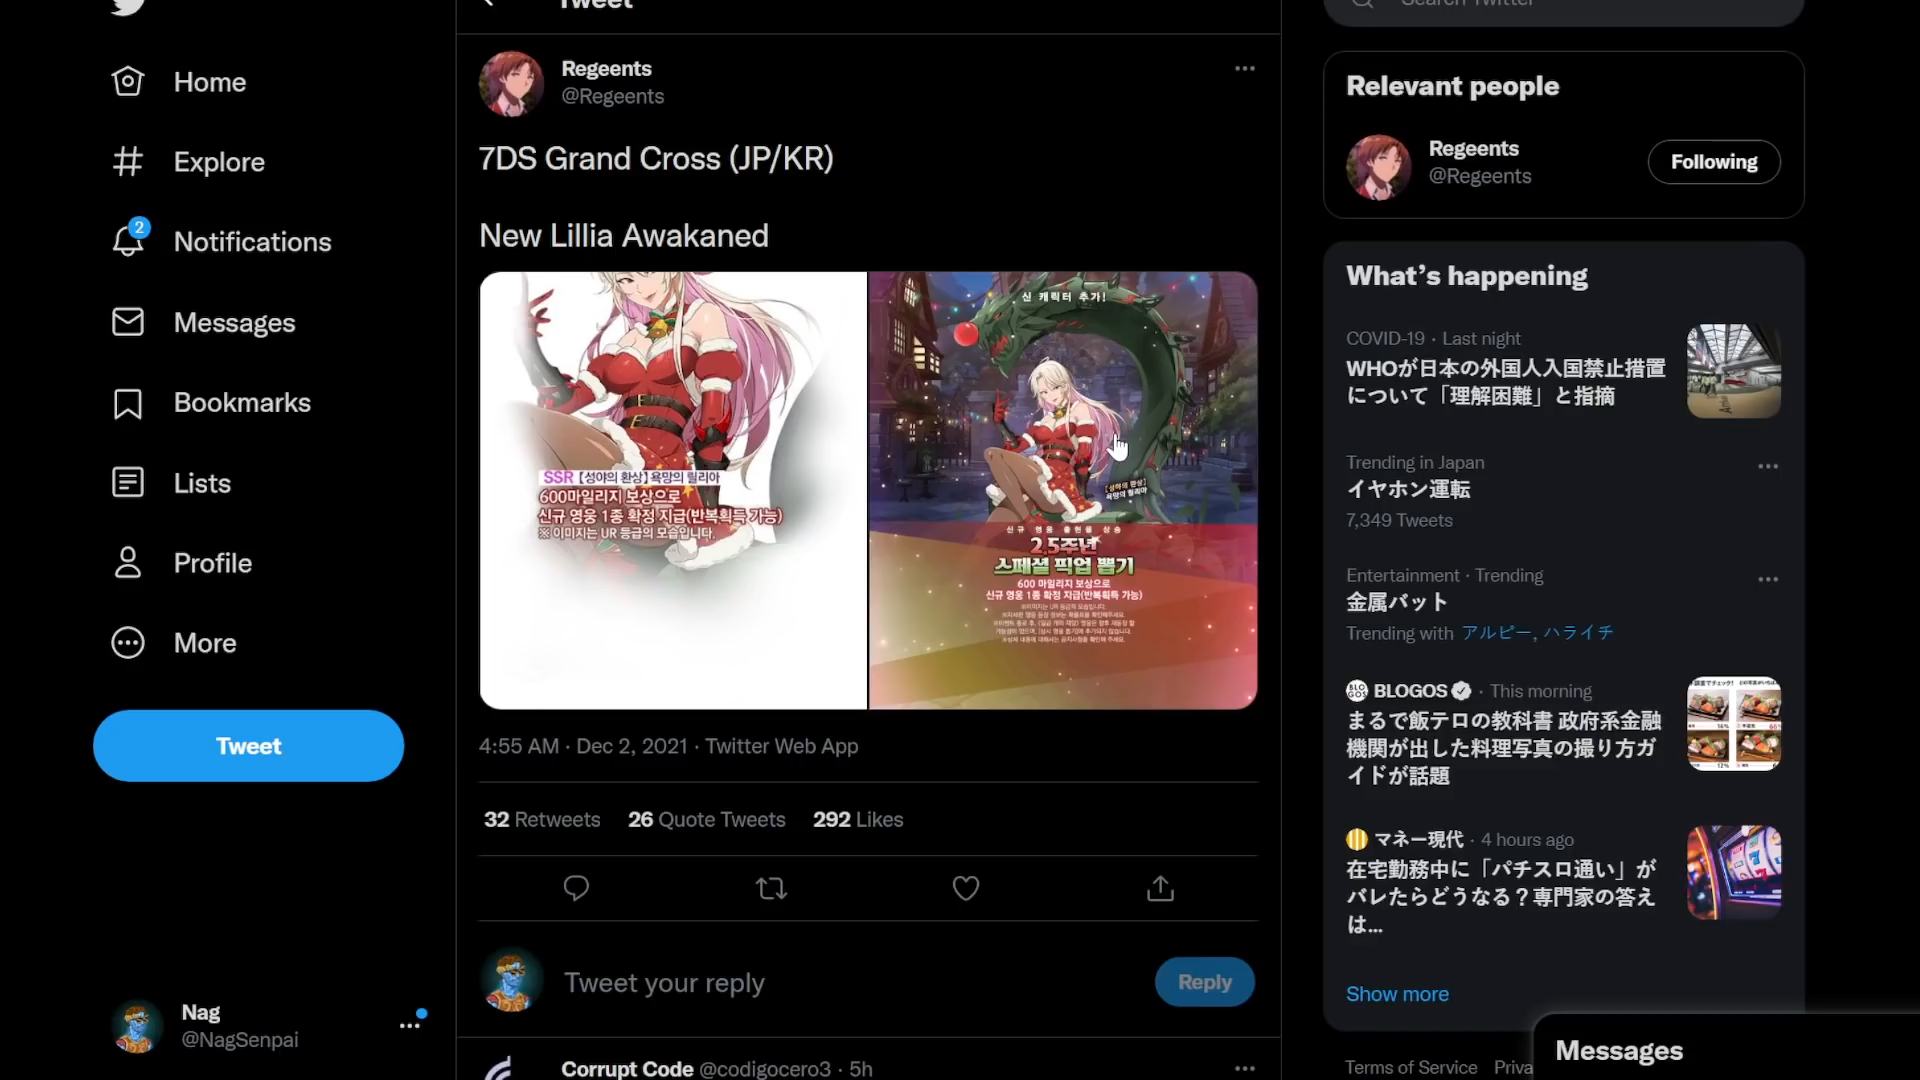 Tweet
Search Twitter
Home
Explore
2
Notifications
Messages
Bookmarks
Lists
Profile
More
Tweet
Nag
@NagSenpai
Regeents
@Regeents
7DS Grand Cross (JP/KR)
New Lillia Awakaned
SSR 【성야의 환상】 욕망의 릴리아
600마일리지 보상으로
신규 영웅 1종 확정 지급(반복획득 가능)
※ 이미지는 UR 등급의 모습입니다.
신 캐릭터 추가!
【성야의 환상】
욕망의 릴리아
신규 영웅 출현율 상승
2.5주년
스페셜 픽업 뽑기
600 마일리지 보상으로
신규 영웅 1종 확정 지급(반복획득 가능)
※이미지는 UR 등급의 모습입니다.
4:55 AM · Dec 2, 2021 · Twitter Web App
32 Retweets 26 Quote Tweets 292 Likes
Tweet your reply
Reply
Corrupt Code @codigocero3 · 5h
Relevant people
Regeents
@Regeents
Following
What's happening
COVID-19 · Last night
WHOが日本の外国人入国禁止措置
について「理解困難」と指摘
Trending in Japan
イヤホン運転
7,349 Tweets
Entertainment · Trending
金属バット
Trending with アルピー, ハライチ
BLOGOS · This morning
まるで飯テロの教科書 政府系金融
機関が出した料理写真の撮り方ガ
イドが話題
マネー現代 · 4 hours ago
在宅勤務中に「パチスロ通い」が
バレたらどうなる？専門家の答え
は...
Show more
Terms of Service Priva
Messages